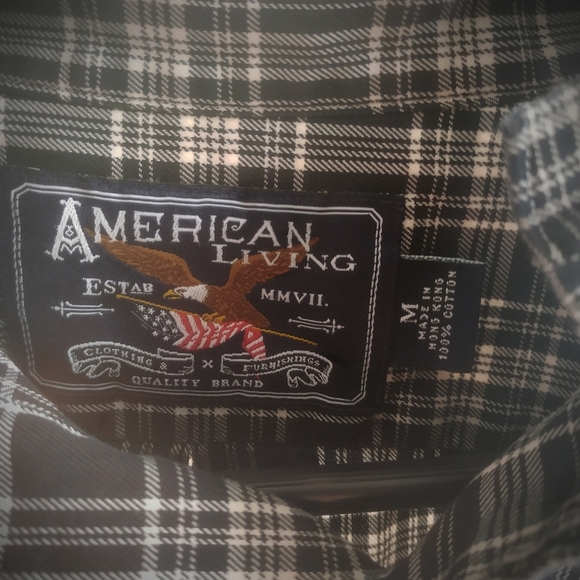 AMERICAN
LIVING
ESTAB MMVII.
CLOTHING & × FURNISHINGS
QUALITY BRAND
M
MADE IN
HONG KONG
100% COTTON